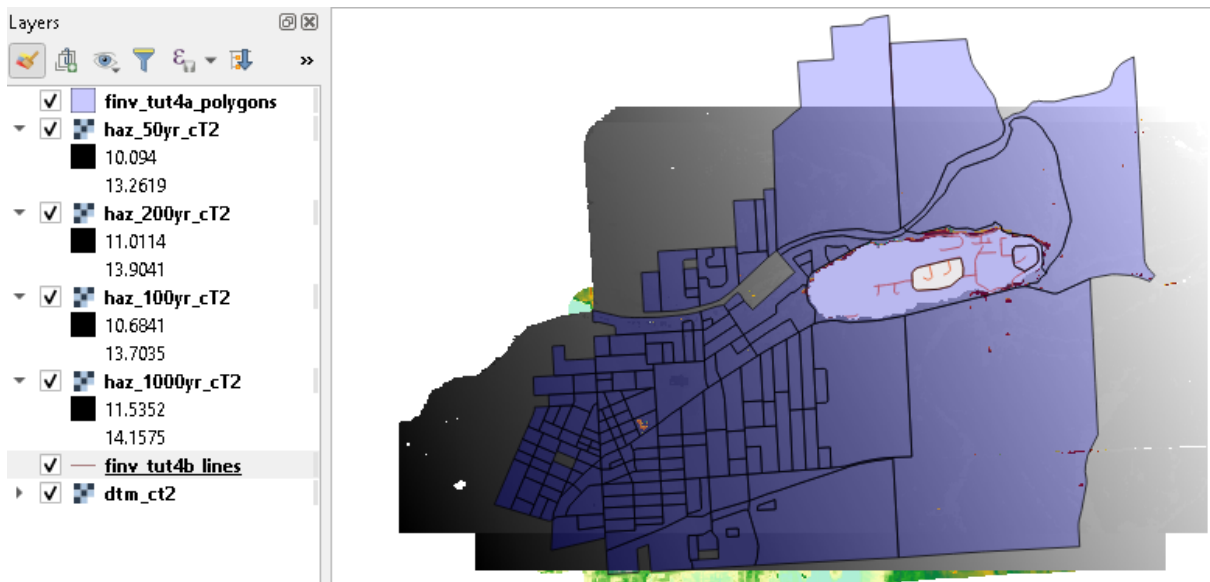 Layers
»
finv_tut4a_polygons
haz_50yr_cT2
10.094
13.2619
haz_200yr_cT2
11.0114
13.9041
haz_100yr_cT2
10.6841
13.7035
haz_1000yr_cT2
11.5352
14.1575
finv_tut4b_lines
dtm_ct2